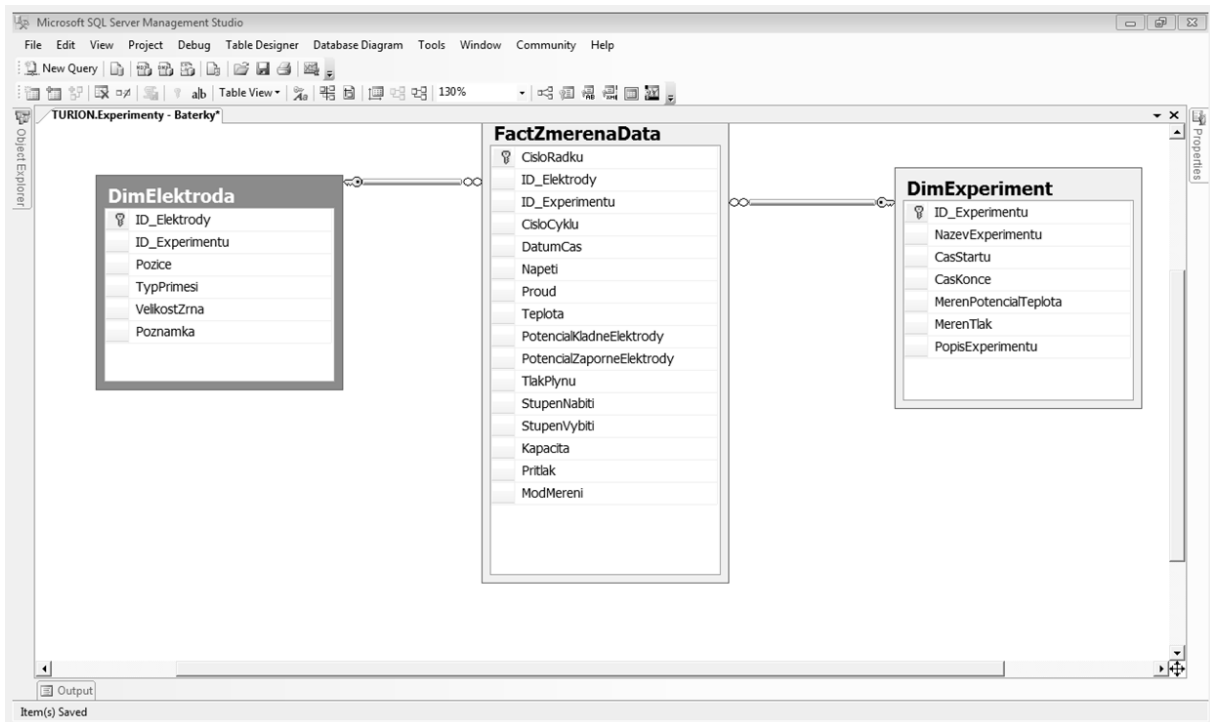 Microsoft SQL Server Management Studio
File Edit View Project Debug Table Designer Database Diagram Tools Window Community Help
New Query
Table View 130%
TURION.Experimenty - Baterky*
Object Explorer
Properties
DimElektroda
ID_Elektrody
ID_Experimentu
Pozice
TypPrimesi
VelikostZrna
Poznamka
FactZmerenaData
CisloRadku
ID_Elektrody
ID_Experimentu
CisloCyklu
DatumCas
Napeti
Proud
Teplota
PotencialKladneElektrody
PotencialZaporneElektrody
TlakPlynu
StupenNabiti
StupenVybiti
Kapacita
Pritlak
ModMereni
DimExperiment
ID_Experimentu
NazevExperimentu
CasStartu
CasKonce
MerenPotencialTeplota
MerenTlak
PopisExperimentu
Output
Item(s) Saved